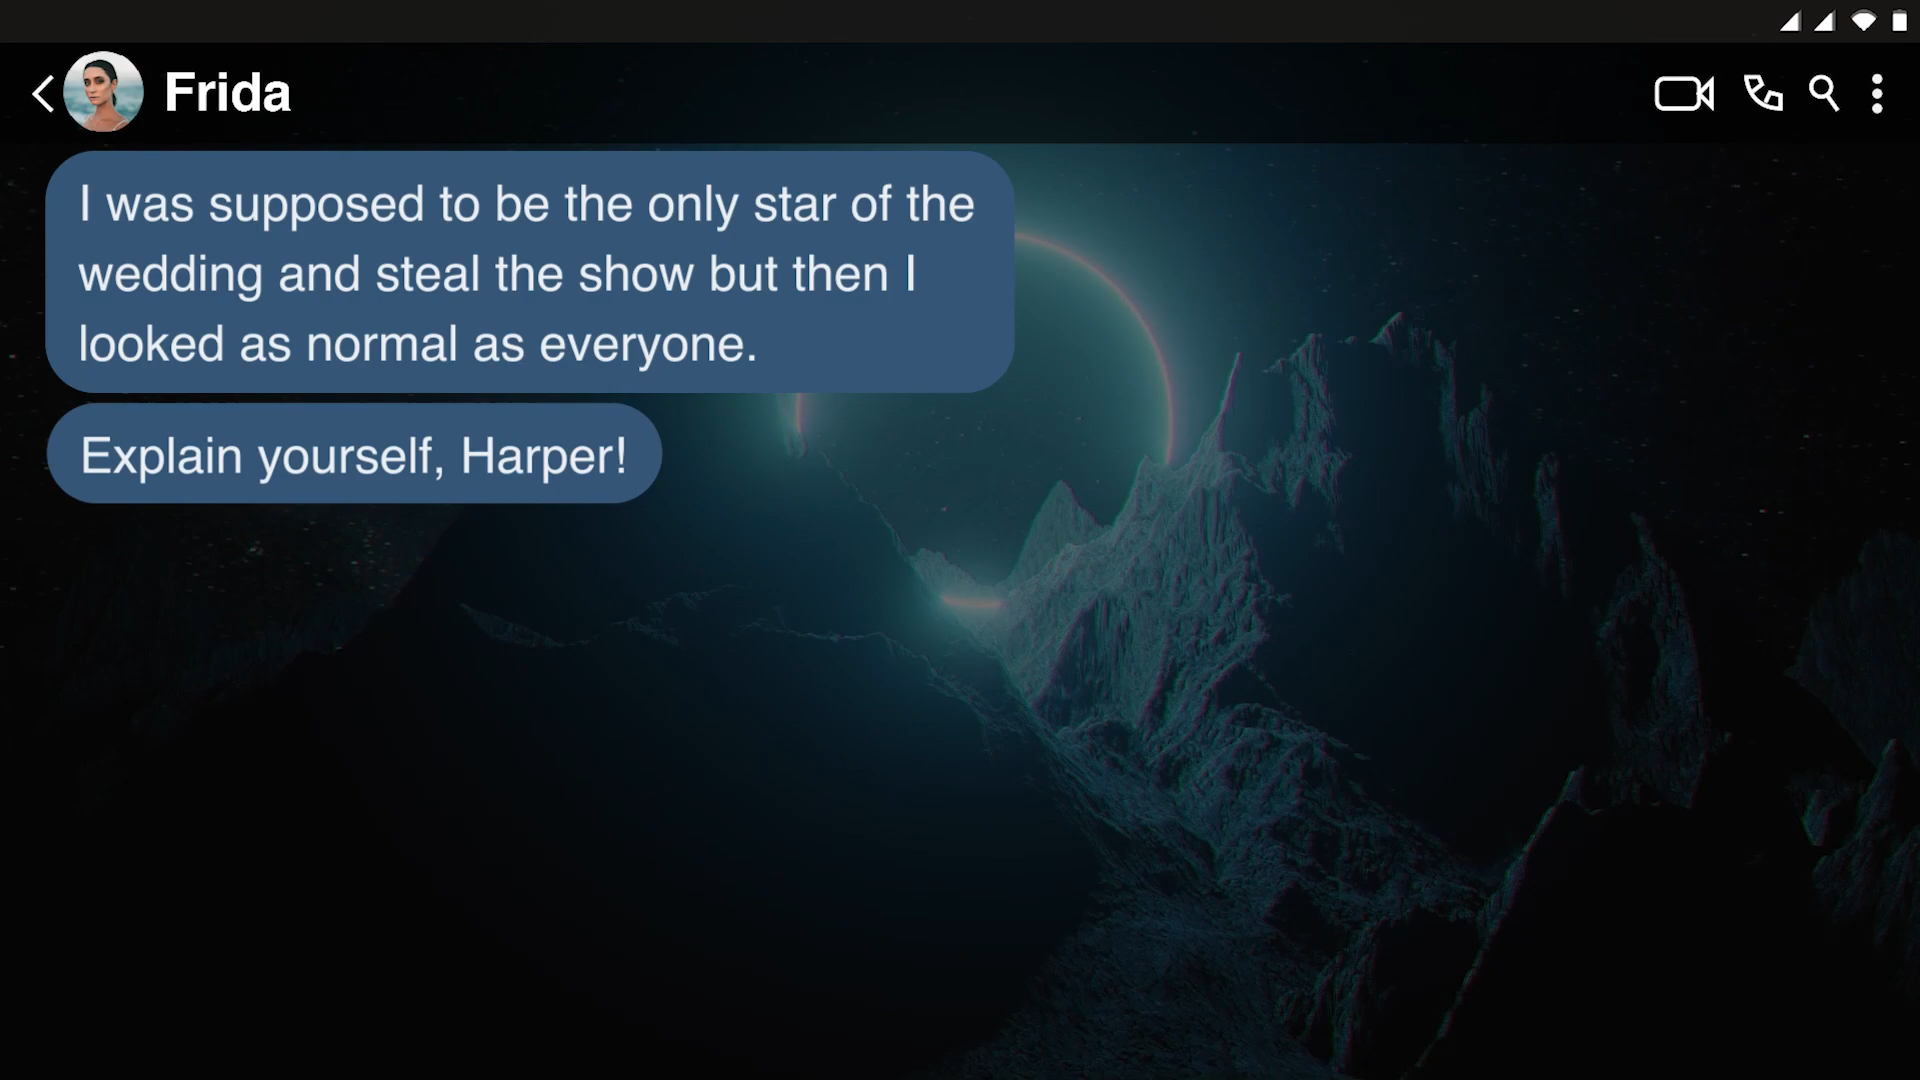 Frida
I was supposed to be the only star of the
wedding and steal the show but then I
looked as normal as everyone.
Explain yourself, Harper!